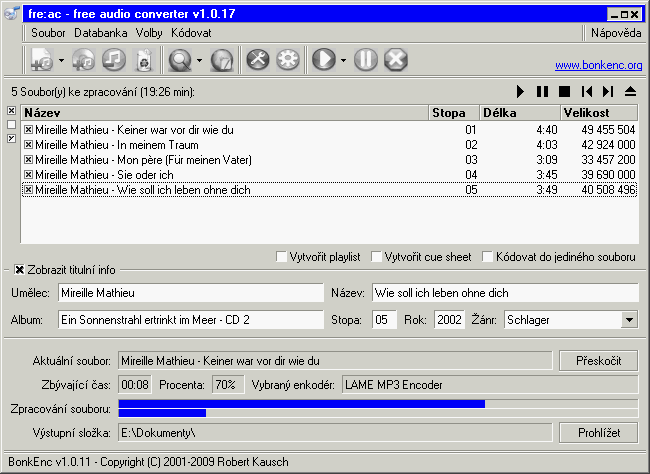 fre:ac - free audio converter v1.0.17
Soubor Databanka Volby Kódovat Nápověda
www.bonkenc.org
5 Soubor(y) ke zpracování (19:26 min):
Název Stopa Délka Velikost
Mireille Mathieu - Keiner war vor dir wie du 01 4:40 49 455 504
Mireille Mathieu - In meinem Traum 02 4:03 42 924 000
Mireille Mathieu - Mon père (Für meinen Vater) 03 3:09 33 457 200
Mireille Mathieu - Sie oder ich 04 3:45 39 690 000
Mireille Mathieu - Wie soll ich leben ohne dich 05 3:49 40 508 496
Vytvořit playlist Vytvořit cue sheet Kódovat do jediného souboru
Zobrazit titulní info
Umělec: Mireille Mathieu Název: Wie soll ich leben ohne dich
Album: Ein Sonnenstrahl ertrinkt im Meer - CD 2 Stopa: 05 Rok: 2002 Žánr: Schlager
Aktuální soubor: Mireille Mathieu - Keiner war vor dir wie du Přeskočit
Zbývající čas: 00:08 Procenta: 70% Vybraný enkodér: LAME MP3 Encoder
Zpracování souboru:
Výstupní složka: E:\Dokumenty\ Prohlížet
BonkEnc v1.0.11 - Copyright (C) 2001-2009 Robert Kausch